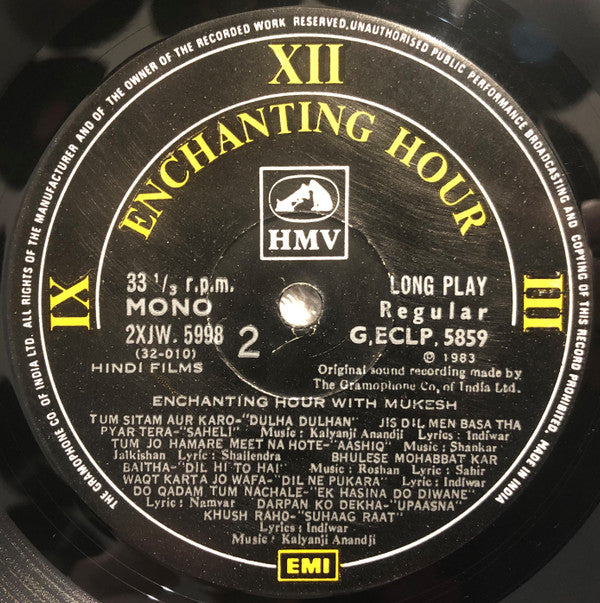 THE GRAMOPHONE CO. OF INDIA LTD. ALL RIGHTS OF THE MANUFACTURER AND OF THE OWNER OF THE RECORDED WORK RESERVED, UNAUTHORISED PUBLIC PERFORMANCE BROADCASTING AND COPYING OF THIS RECORD PROHIBITED. MADE IN INDIA
XII
ENCHANTING HOUR
IX
III
HMV
33 1/3 r.p.m.
MONO
2XJW. 5998
(32-010)
HINDI FILMS
2
LONG PLAY
Regular
G,ECLP, 5859
℗ 1983
Original sound recording made by
The Gramophone Co, of India Ltd.
ENCHANTING HOUR WITH MUKESH
TUM SITAM AUR KARO-"DULHA DULHAN" JIS DIL MEN BASA THA
PYAR TERA-"SAHELI" Music: Kalyanji Anandji Lyrics: Indiwar
TUM JO HAMARE MEET NA HOTE-"AASHIQ" Music: Shankar
Jalkishan Lyric: Shailendra BHULESE MOHABBAT KAR
BAITHA-"DIL HI TO HAI" Music: Roshan Lyric: Sahir
WAQT KARTA JO WAFA-"DIL NE PUKARA" Lyric: Indiwar
DO QADAM TUM NACHALE-"EK HASINA DO DIWANE"
Lyric: Namvar DARPAN KO DEKHA-"UPAASNA"
KHUSH RAHO-"SUHAAG RAAT"
Lyrics: Indiwar
Music: Kalyanji Anandji
EMI